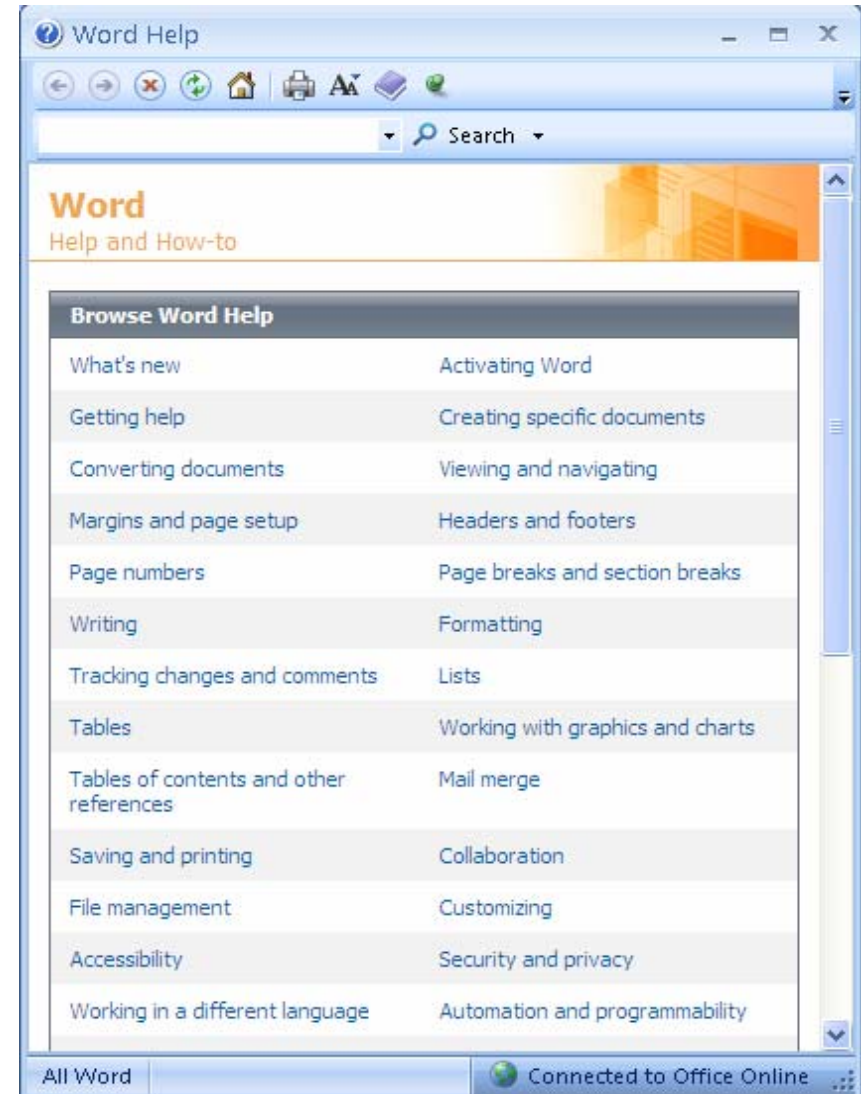 Word Help
AA
Search
Word
Help and How-to
Browse Word Help
What's new
Activating Word
Getting help
Creating specific documents
Converting documents
Viewing and navigating
Margins and page setup
Headers and footers
Page numbers
Page breaks and section breaks
Writing
Formatting
Tracking changes and comments
Lists
Tables
Working with graphics and charts
Tables of contents and other
references
Mail merge
Saving and printing
Collaboration
File management
Customizing
Accessibility
Security and privacy
Working in a different language
Automation and programmability
All Word
Connected to Office Online